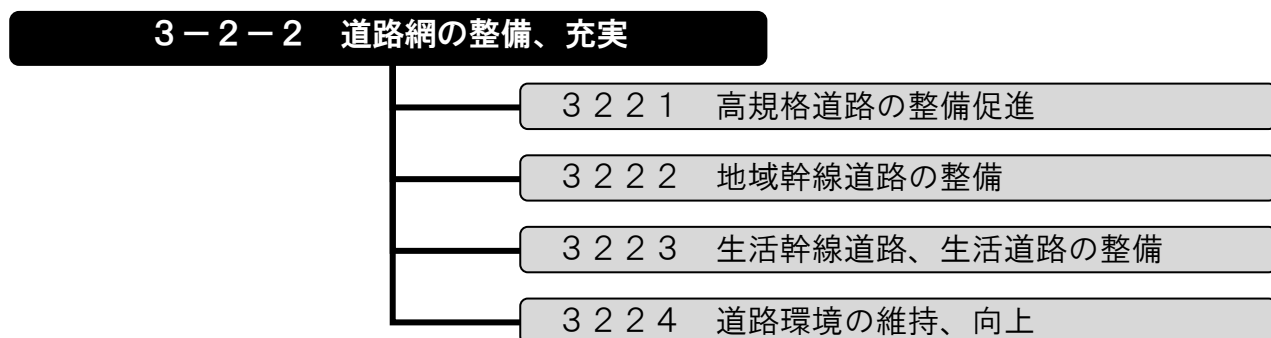 ３－２－２　道路網の整備、充実
３２２１　高規格道路の整備促進
３２２２　地域幹線道路の整備
３２２３　生活幹線道路、生活道路の整備
３２２４　道路環境の維持、向上